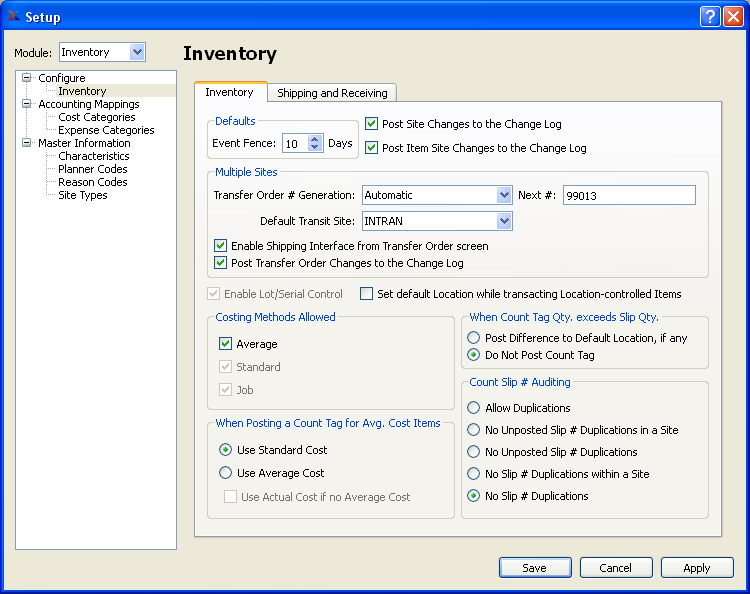 Setup
Module: Inventory
Inventory
Configure
Inventory
Accounting Mappings
Cost Categories
Expense Categories
Master Information
Characteristics
Planner Codes
Reason Codes
Site Types
Inventory Shipping and Receiving
Defaults
Event Fence: 10 Days
Post Site Changes to the Change Log
Post Item Site Changes to the Change Log
Multiple Sites
Transfer Order # Generation: Automatic Next #: 99013
Default Transit Site: INTRAN
Enable Shipping Interface from Transfer Order screen
Post Transfer Order Changes to the Change Log
Enable Lot/Serial Control Set default Location while transacting Location-controlled Items
Costing Methods Allowed
Average
Standard
Job
When Posting a Count Tag for Avg. Cost Items
Use Standard Cost
Use Average Cost
Use Actual Cost if no Average Cost
When Count Tag Qty. exceeds Slip Qty.
Post Difference to Default Location, if any
Do Not Post Count Tag
Count Slip # Auditing
Allow Duplications
No Unposted Slip # Duplications in a Site
No Unposted Slip # Duplications
No Slip # Duplications within a Site
No Slip # Duplications
Save Cancel Apply